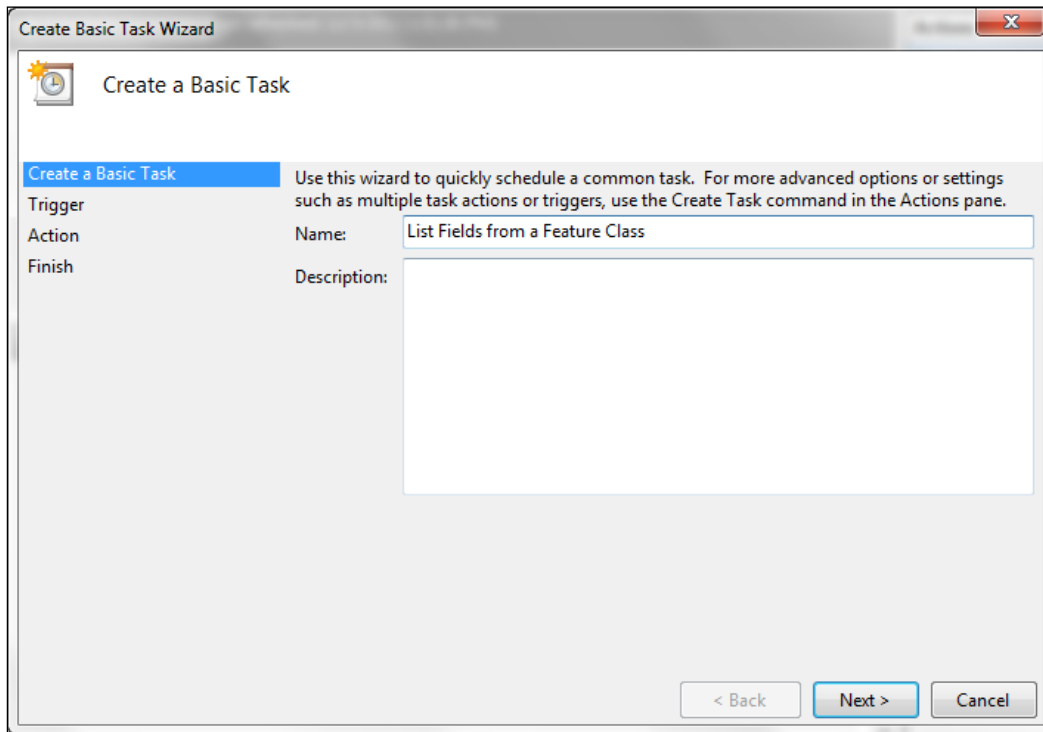 Create Basic Task Wizard
Create a Basic Task
Create a Basic Task
Trigger
Action
Finish
Use this wizard to quickly schedule a common task. For more advanced options or settings
such as multiple task actions or triggers, use the Create Task command in the Actions pane.
Name: List Fields from a Feature Class
Description:
< Back Next > Cancel